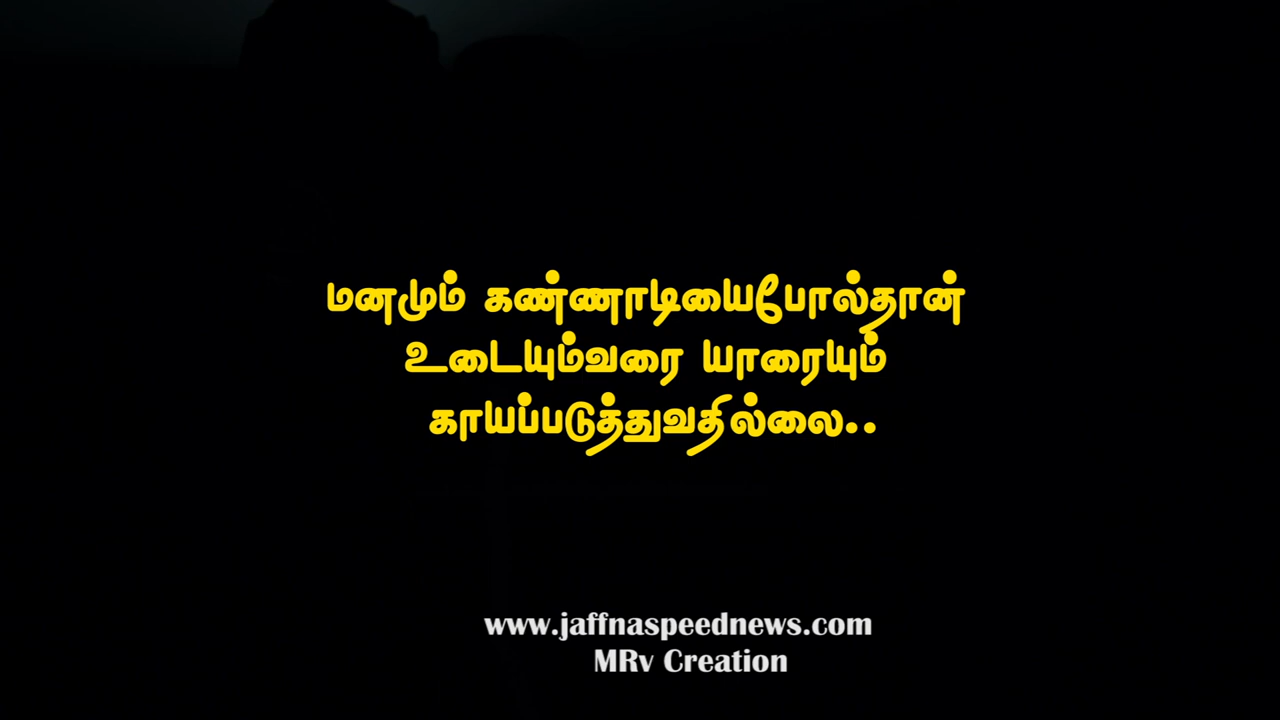 மனமும் கண்ணாடியைபோல்தான்
உடையும்வரை யாரையும்
காயப்படுத்துவதில்லை..
www.jaffnaspeednews.com
MRv Creation